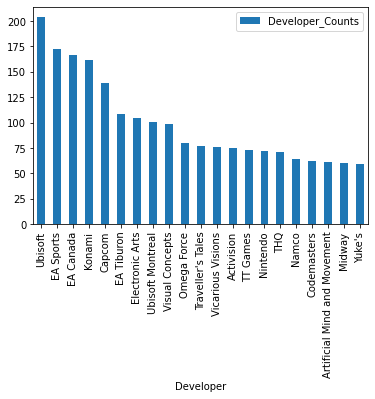 Developer_Counts
200
175
150
125
100
75
50
25
0
Ubisoft
EA Sports
EA Canada
Konami
Capcom
EA Tiburon
Electronic Arts
Ubisoft Montreal
Visual Concepts
Omega Force
Traveller's Tales
Vicarious Visions
Activision
TT Games
Nintendo
THQ
Namco
Codemasters
Artificial Mind and Movement
Midway
Yuke's
Developer